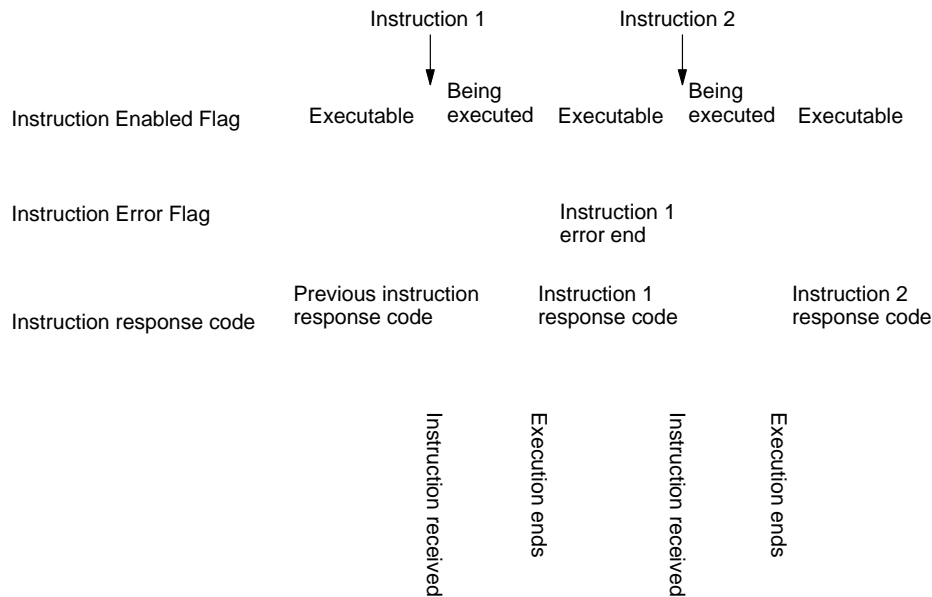 Instruction 1
Instruction 2
Instruction Enabled Flag
Executable
Being
executed
Executable
Being
executed
Executable
Instruction Error Flag
Instruction 1
error end
Instruction response code
Previous instruction
response code
Instruction 1
response code
Instruction 2
response code
Instruction received
Execution ends
Instruction received
Execution ends